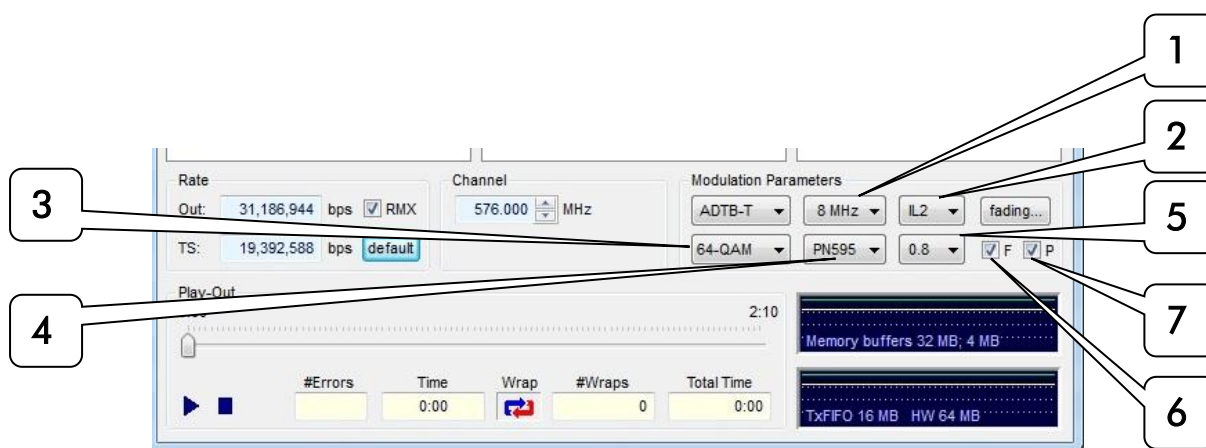 1
2
3
4
5
6
7
Rate
Out: 31,186,944 bps RMX
TS: 19,392,588 bps default
Channel
576.000 MHz
Modulation Parameters
ADTB-T 8 MHz IL2 fading...
64-QAM PN595 0.8 F P
Play-Out
2:10
#Errors Time Wrap #Wraps Total Time
0:00 0 0:00
Memory buffers 32 MB; 4 MB
TxFIFO 16 MB HW 64 MB